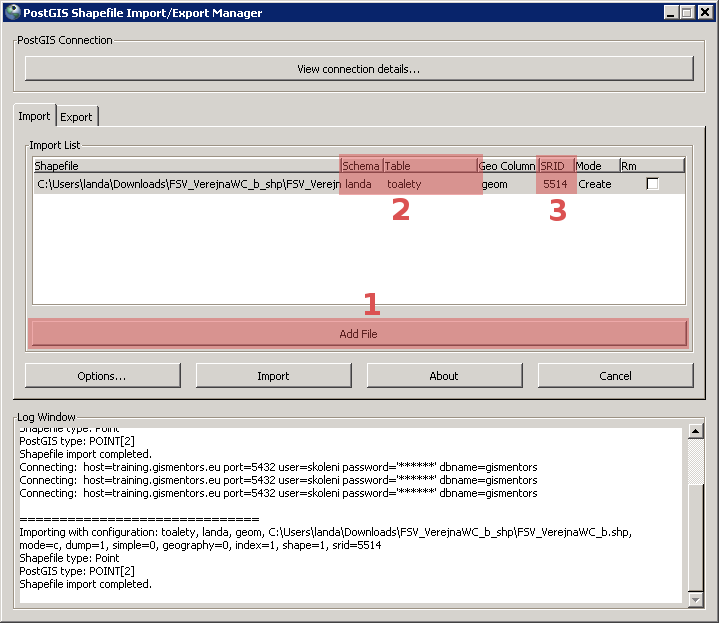 PostGIS Shapefile Import/Export Manager
PostGIS Connection
View connection details...
Import Export
Import List
Shapefile Schema Table Geo Column SRID Mode Rm
C:\Users\landa\Downloads\FSV_VerejnaWC_b_shp\FSV_Verejn landa toalety geom 5514 Create
2 3
1
Add File
Options... Import About Cancel
Log Window
Shapefile type: Point
PostGIS type: POINT[2]
Shapefile import completed.
Connecting: host=training.gismentors.eu port=5432 user=skoleni password='******' dbname=gismentors
Connecting: host=training.gismentors.eu port=5432 user=skoleni password='******' dbname=gismentors
Connecting: host=training.gismentors.eu port=5432 user=skoleni password='******' dbname=gismentors
==============================
Importing with configuration: toalety, landa, geom, C:\Users\landa\Downloads\FSV_VerejnaWC_b_shp\FSV_VerejnaWC_b.shp,
mode=c, dump=1, simple=0, geography=0, index=1, shape=1, srid=5514
Shapefile type: Point
PostGIS type: POINT[2]
Shapefile import completed.